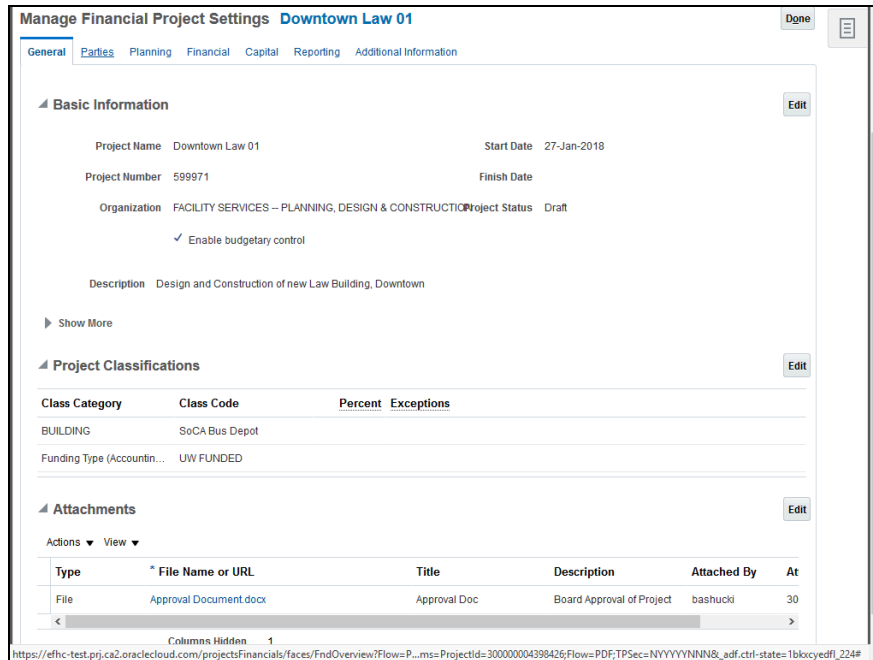 Manage Financial Project Settings Downtown Law 01 Done
General Parties Planning Financial Capital Reporting Additional Information
Basic Information Edit
Project Name Downtown Law 01 Start Date 27-Jan-2018
Project Number 599971 Finish Date
Organization FACILITY SERVICES -- PLANNING, DESIGN & CONSTRUCTION Project Status Draft
Enable budgetary control
Description Design and Construction of new Law Building, Downtown
Show More
Project Classifications Edit
Class Category Class Code Percent Exceptions
BUILDING SoCA Bus Depot
Funding Type (Accountin... UW FUNDED
Attachments Edit
Actions View
Type * File Name or URL Title Description Attached By At
File Approval Document.docx Approval Doc Board Approval of Project bashucki 30
Columns Hidden 1
https://efhc-test.prj.ca2.oraclecloud.com/projectsFinancials/faces/FndOverview?Flow=P...ms=ProjectId=300000004398426;Flow=PDF;TPSec=NYYYYYNNN&_adf.ctrl-state=1bkxcyedfl_224#